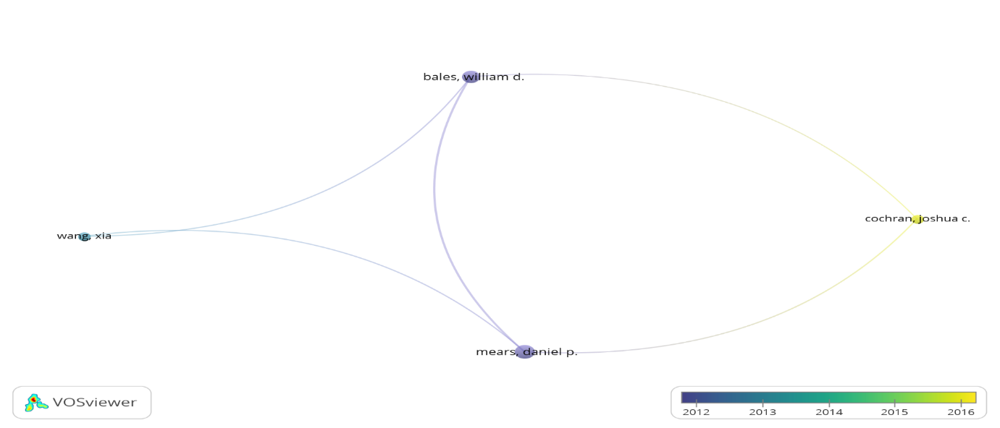 bales, william d.
cochran, joshua c.
wang, xia
mears, daniel p.
VOSviewer
2012 2013 2014 2015 2016